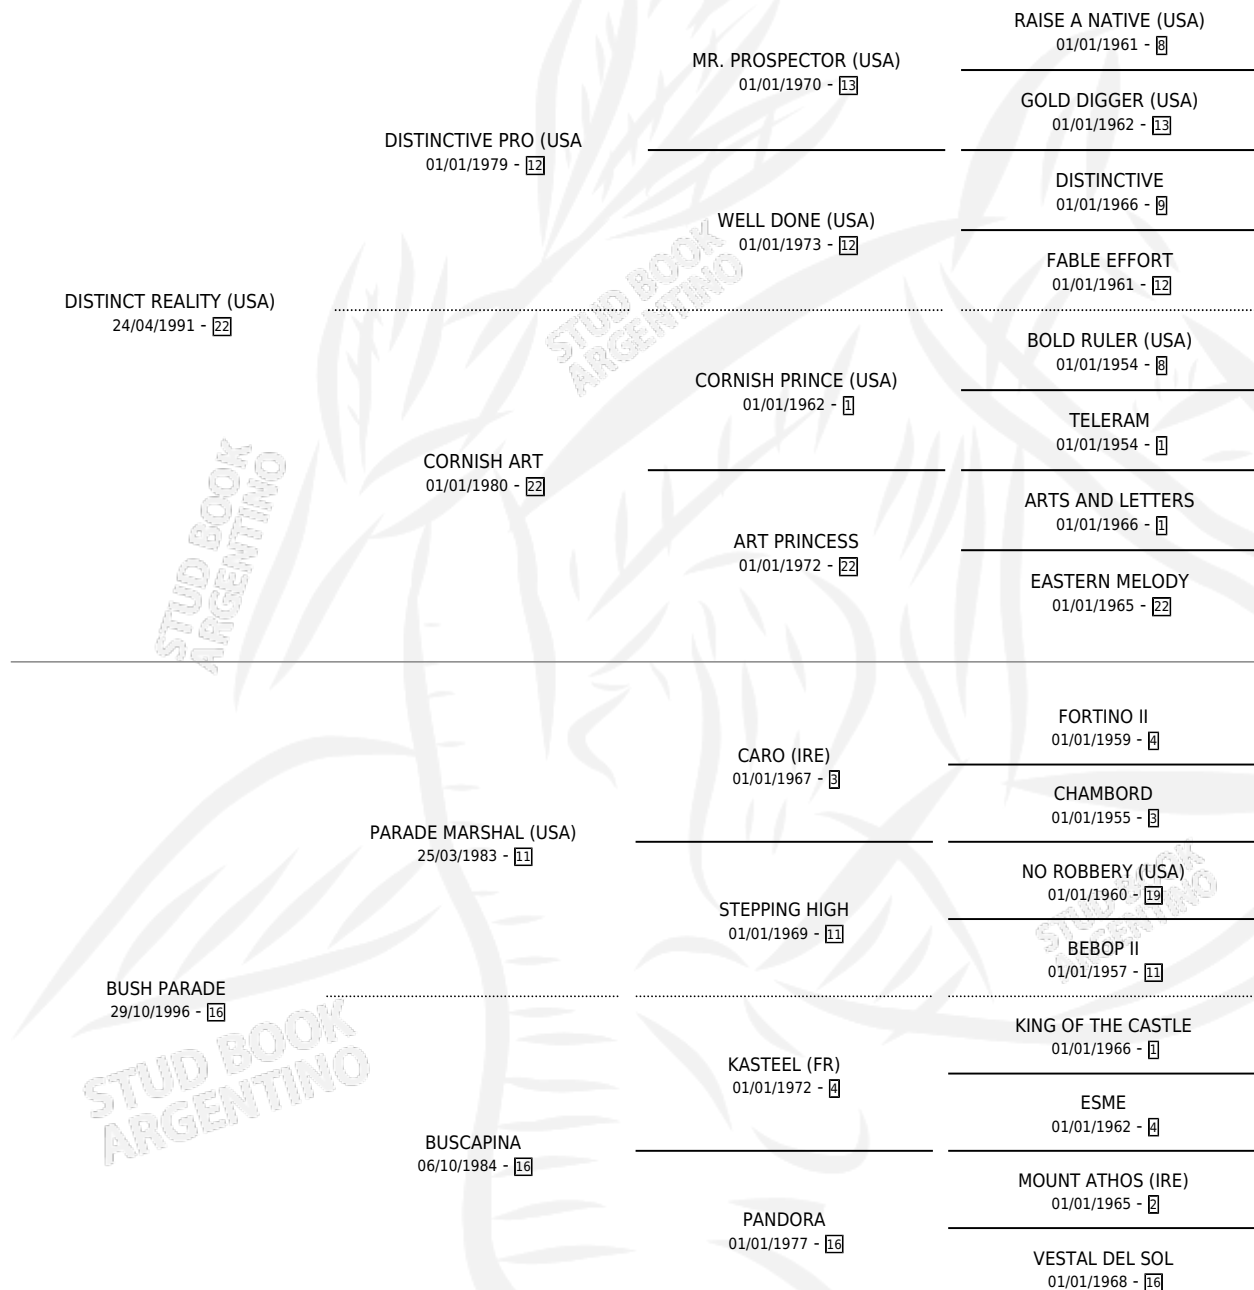 RAISE A NATIVE (USA)
01/01/1961 - 8
MR. PROSPECTOR (USA)
01/01/1970 - 13
GOLD DIGGER (USA)
01/01/1962 - 13
DISTINCTIVE PRO (USA
01/01/1979 - 12
DISTINCTIVE
01/01/1966 - 9
WELL DONE (USA)
01/01/1973 - 12
FABLE EFFORT
01/01/1961 - 12
DISTINCT REALITY (USA)
24/04/1991 - 22
BOLD RULER (USA)
01/01/1954 - 8
CORNISH PRINCE (USA)
01/01/1962 - 1
TELERAM
01/01/1954 - 1
CORNISH ART
01/01/1980 - 22
ARTS AND LETTERS
01/01/1966 - 1
ART PRINCESS
01/01/1972 - 22
EASTERN MELODY
01/01/1965 - 22
FORTINO II
01/01/1959 - 4
CARO (IRE)
01/01/1967 - 3
CHAMBORD
01/01/1955 - 3
PARADE MARSHAL (USA)
25/03/1983 - 11
NO ROBBERY (USA)
01/01/1960 - 19
STEPPING HIGH
01/01/1969 - 11
BEBOP II
01/01/1957 - 11
BUSH PARADE
29/10/1996 - 16
KING OF THE CASTLE
01/01/1966 - 1
KASTEEL (FR)
01/01/1972 - 4
ESME
01/01/1962 - 4
BUSCAPINA
06/10/1984 - 16
MOUNT ATHOS (IRE)
01/01/1965 - 2
PANDORA
01/01/1977 - 16
VESTAL DEL SOL
01/01/1968 - 16
STUD BOOK
ARGENTINO
STUD BOOK
ARGENTINO
STUD BOOK
ARGENTINO
STUD BOOK
ARGENTINO